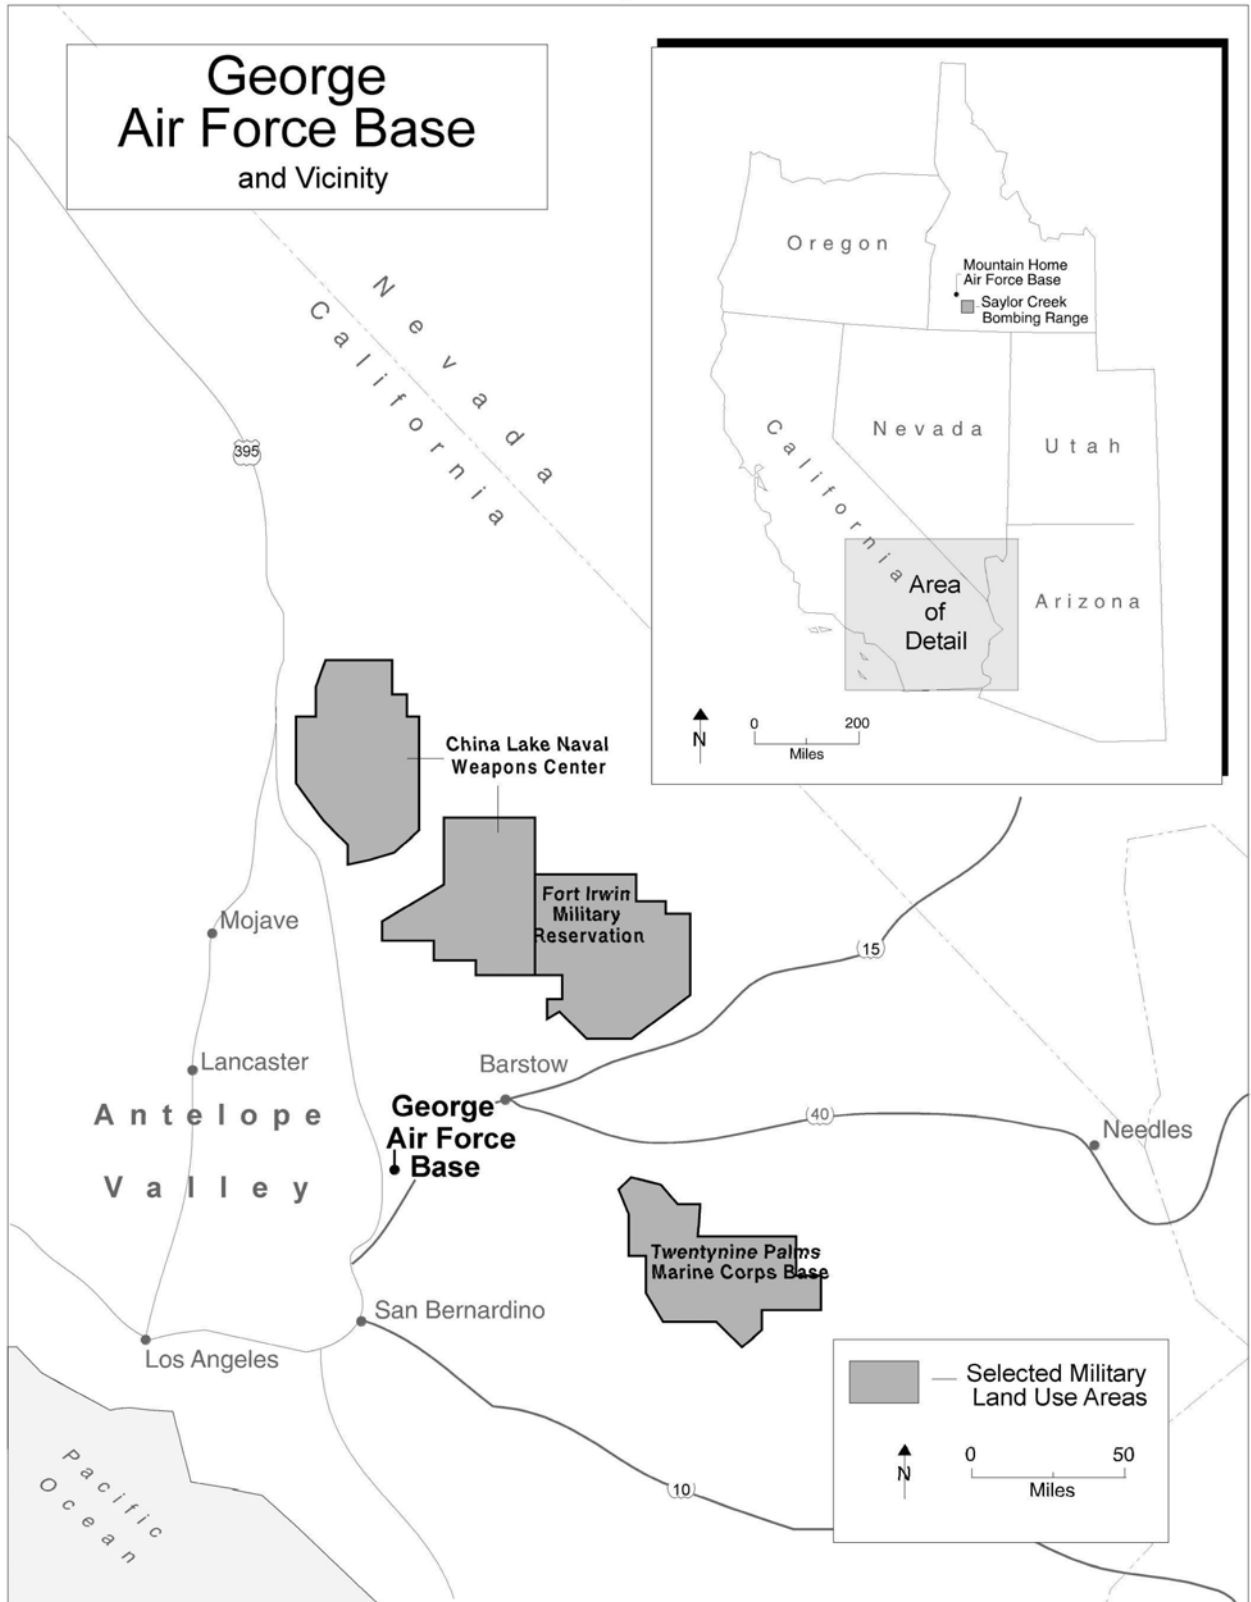 George
Air Force Base
and Vicinity
Oregon
Mountain Home
Air Force Base
Saylor Creek
Bombing Range
Nevada
Utah
California
Arizona
Area
of
Detail
N
0 200
Miles
Nevada
California
395
China Lake Naval
Weapons Center
Fort Irwin
Military
Reservation
Mojave
15
Lancaster
Barstow
Antelope
Valley
George
Air Force
Base
40
Needles
Twentynine Palms
Marine Corps Base
San Bernardino
Los Angeles
Pacific
Ocean
10
Selected Military
Land Use Areas
N
0 50
Miles